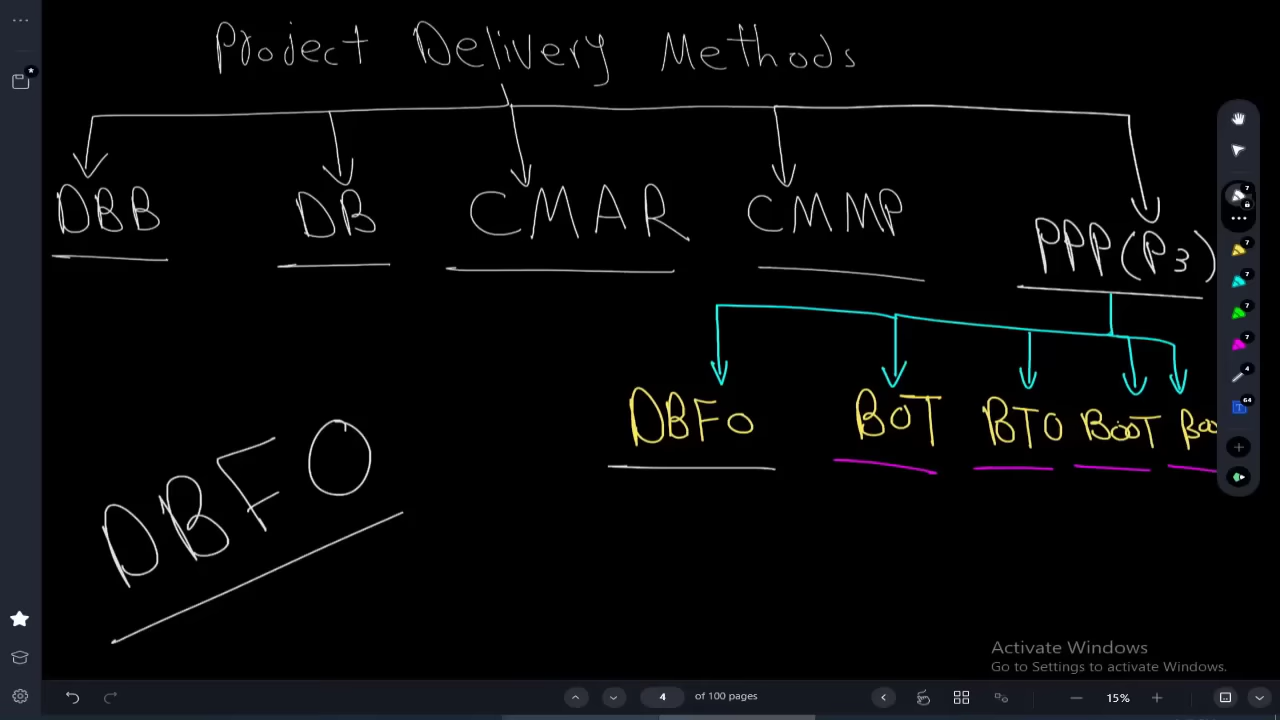 Project Delivery Methods
DBB DB CMAR CMMP PPP(P3)
DBFO BOT BTO BOOT
DBFO
Activate Windows
Go to Settings to activate Windows.
4 of 100 pages
15%